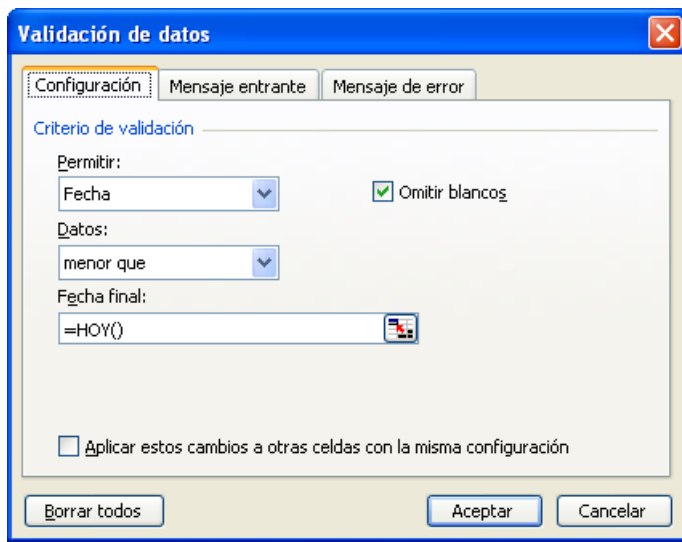 Validación de datos
Configuración Mensaje entrante Mensaje de error
Criterio de validación
Permitir:
Fecha Omitir blancos
Datos:
menor que
Fecha final:
=HOY()
Aplicar estos cambios a otras celdas con la misma configuración
Borrar todos Aceptar Cancelar